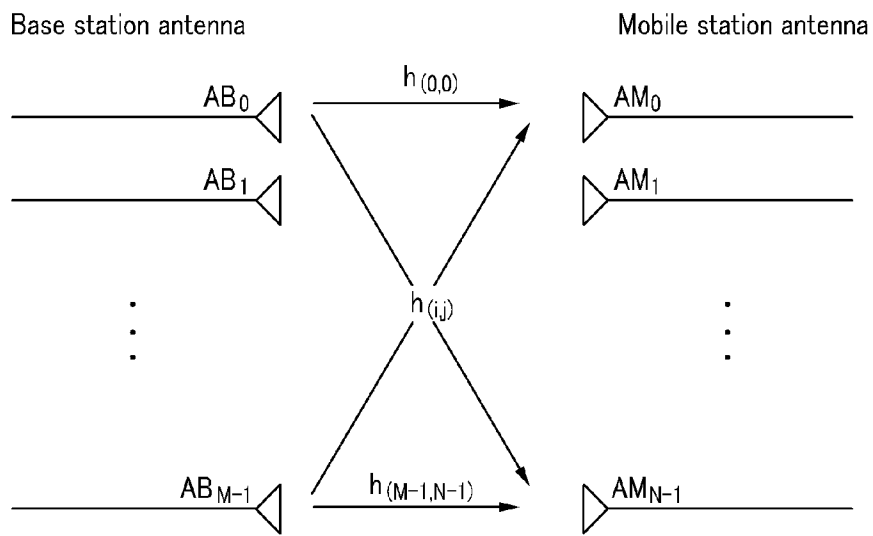 Base station antenna
Mobile station antenna
AB0
h(0,0)
AM0
AB1
AM1
h(i,j)
ABM-1
h(M-1,N-1)
AMN-1